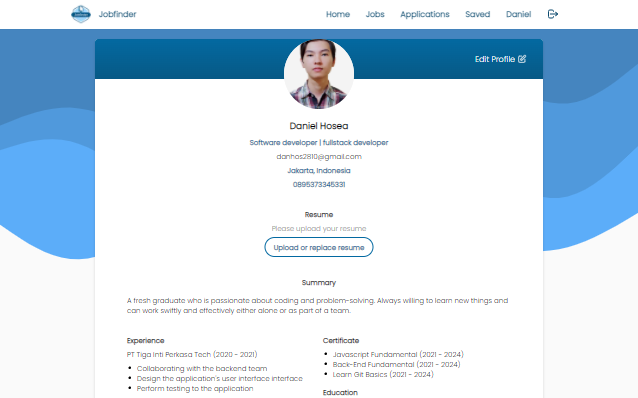 Jobfinder Home Jobs Applications Saved Daniel
Edit Profile
Daniel Hosea
Software developer | fullstack developer
danhos2810@gmail.com
Jakarta, Indonesia
0895373345331
Resume
Please upload your resume
Upload or replace resume
Summary
A fresh graduate who is passionate about coding and problem-solving. Always willing to learn new things and
can work swiftly and effectively either alone or as part of a team.
Experience
PT Tiga Inti Perkasa Tech (2020 - 2021)
• Collaborating with the backend team
• Design the application's user interface interface
• Perform testing to the application
Certificate
• Javascript Fundamental (2021 - 2024)
• Back-End Fundamental (2021 - 2024)
• Learn Git Basics (2021 - 2024)
Education